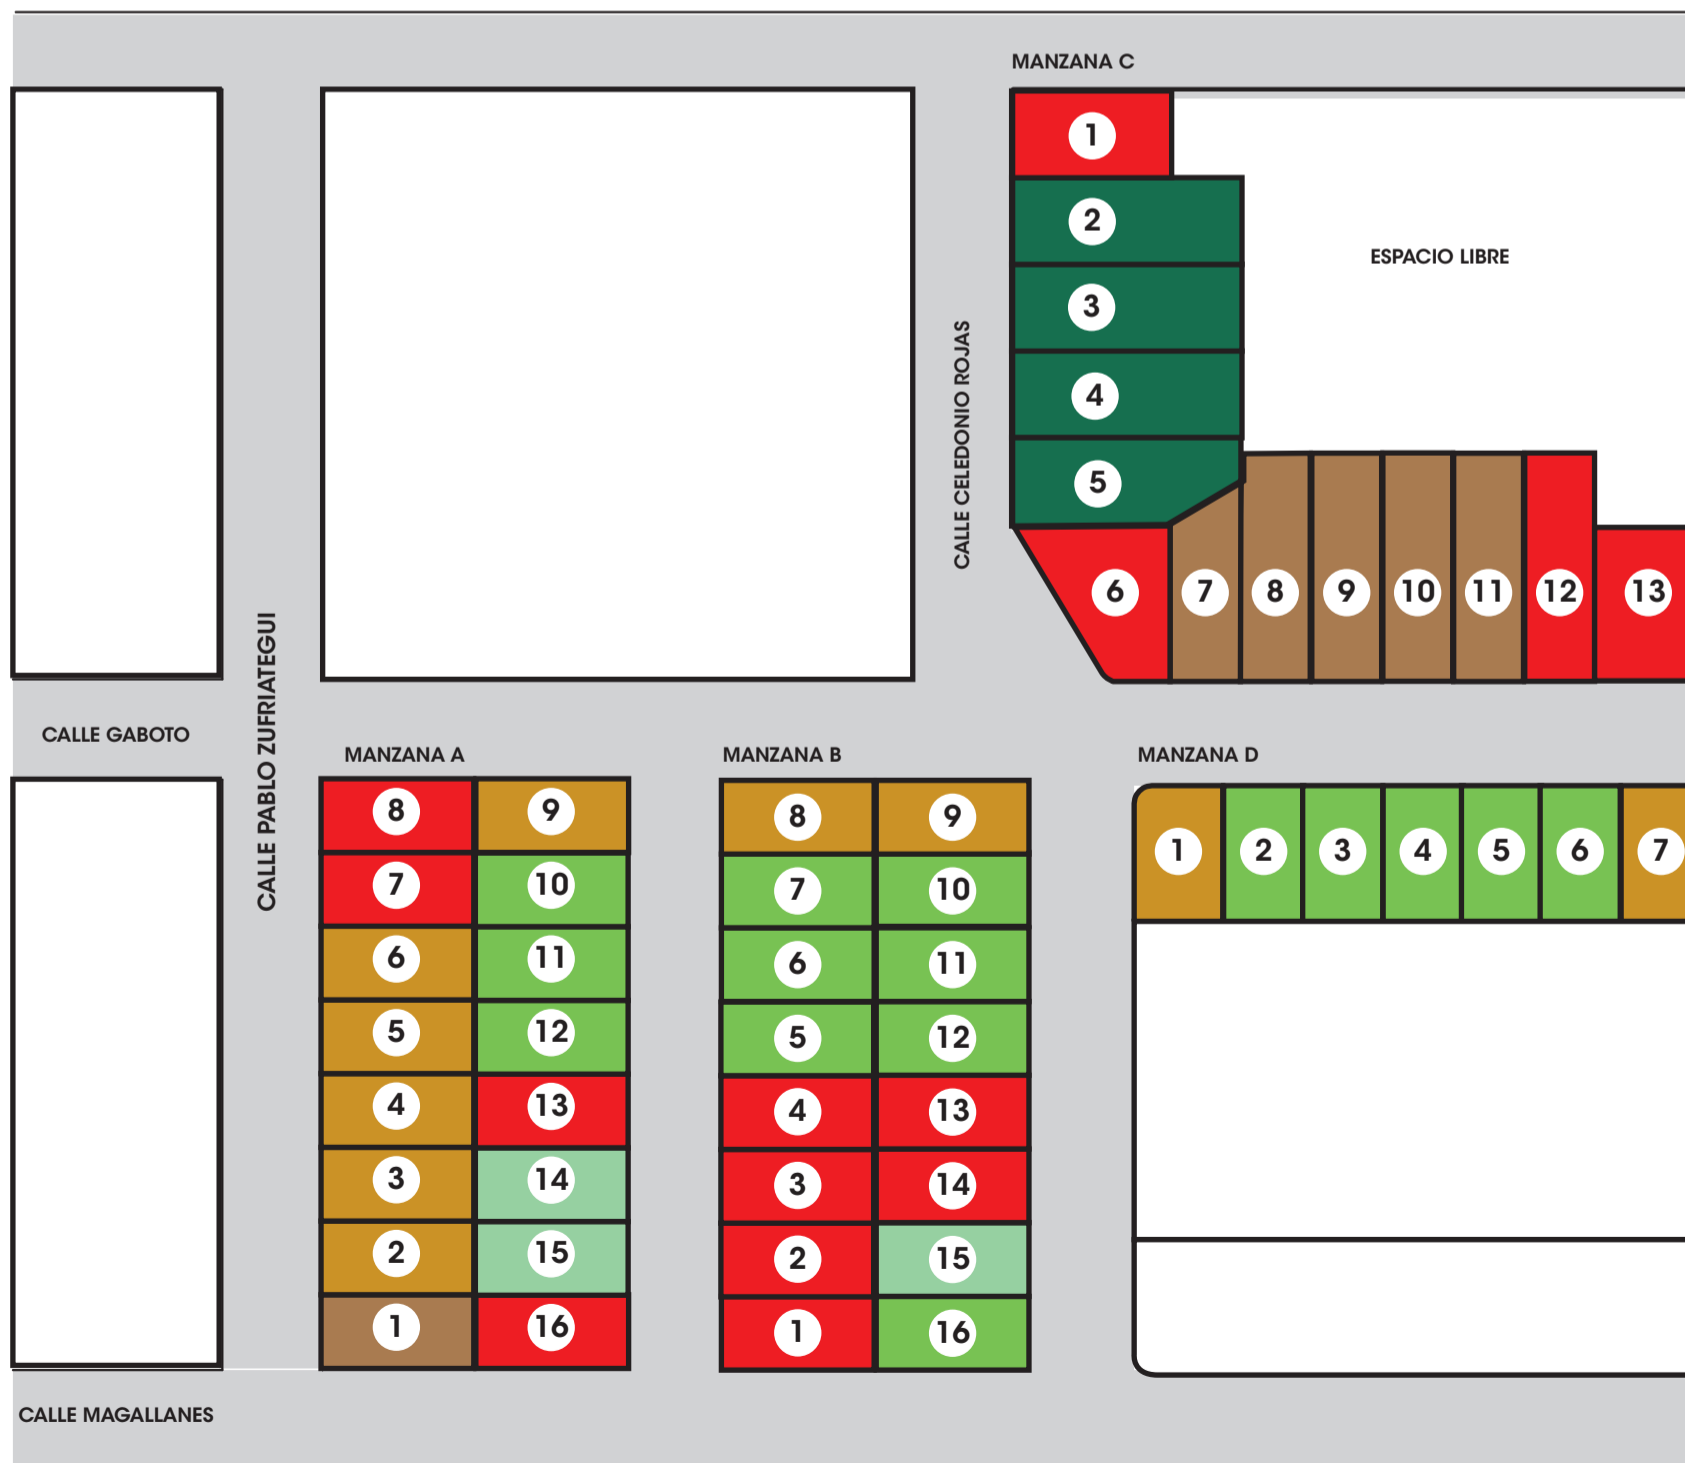 MANZANA C
1
2
3
4
5
6
7
8
9
10
11
12
13
ESPACIO LIBRE
CALLE CELEDONIO ROJAS
CALLE PABLO ZUFRIATEGUI
CALLE GABOTO
MANZANA A
8 9
7 10
6 11
5 12
4 13
3 14
2 15
1 16
MANZANA B
8 9
7 10
6 11
5 12
4 13
3 14
2 15
1 16
MANZANA D
1 2 3 4 5 6 7
CALLE MAGALLANES